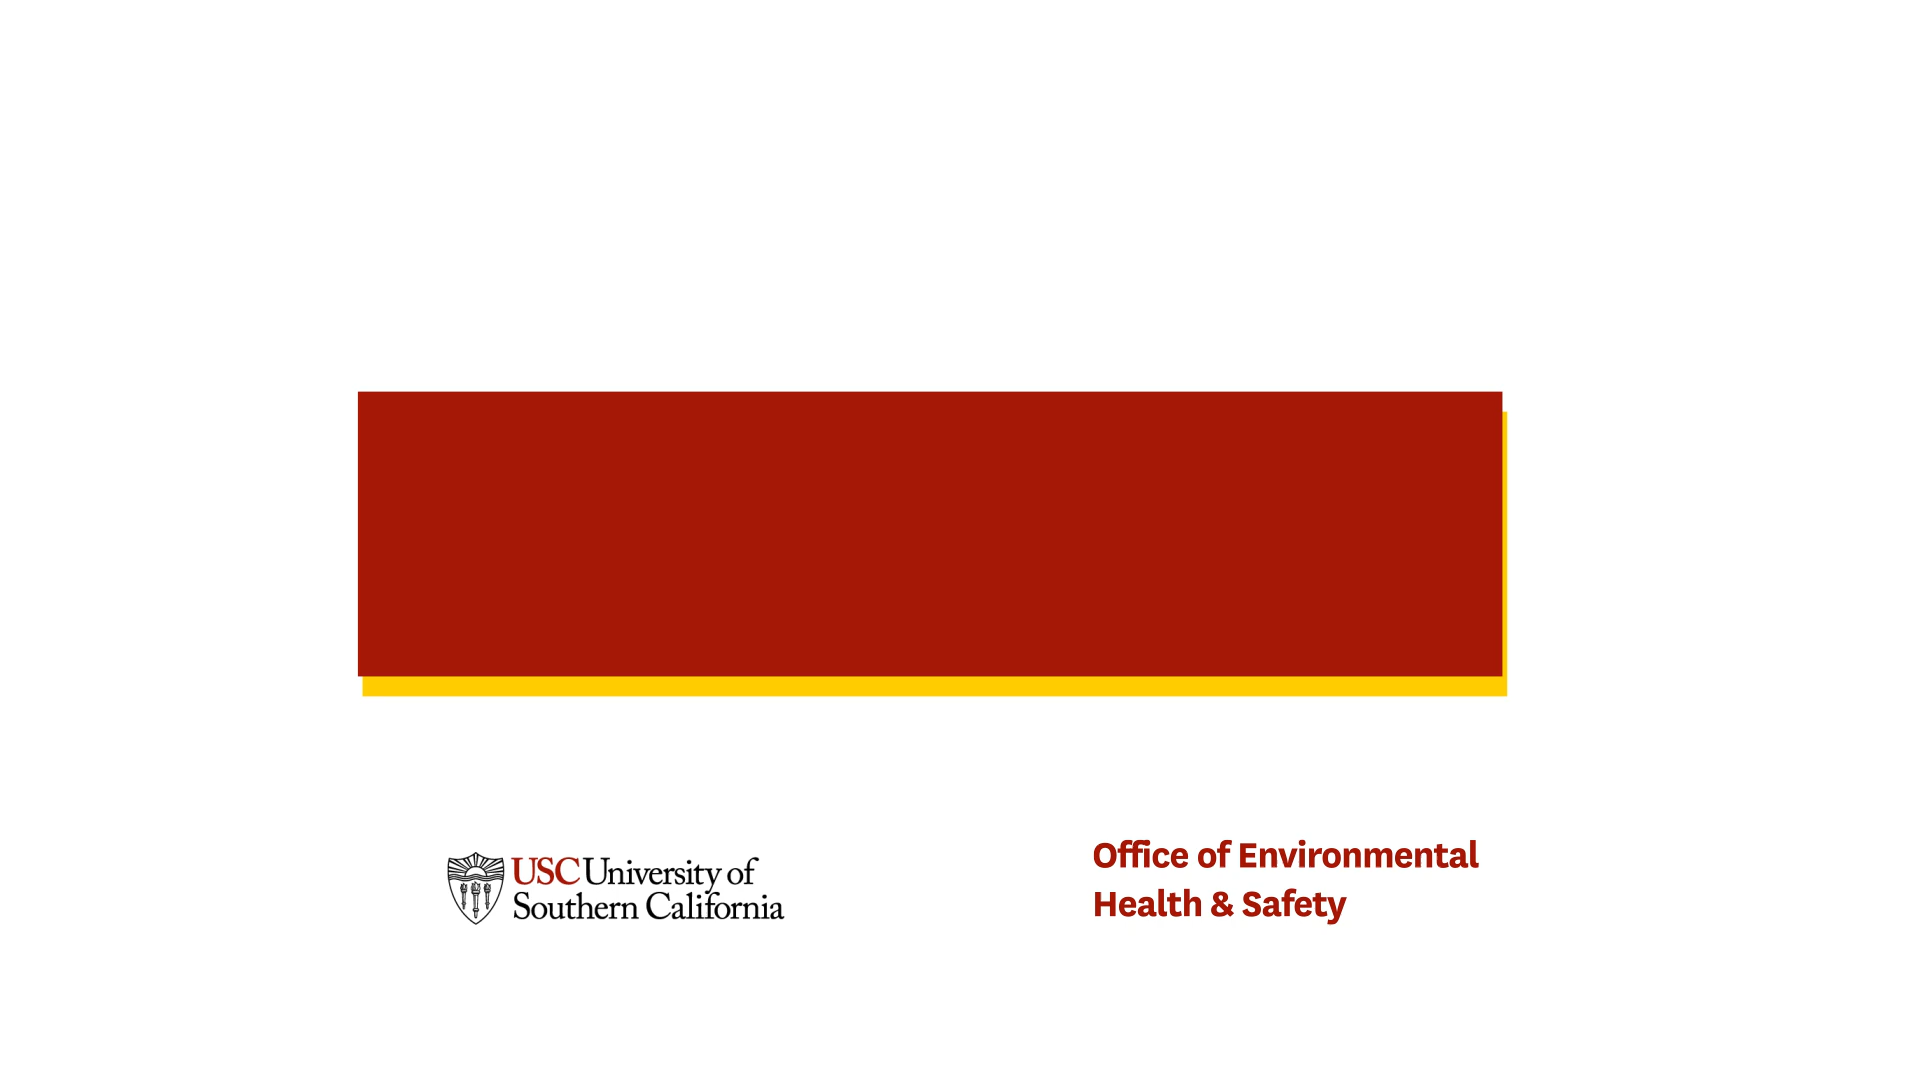 USC University of
Southern California
Office of Environmental
Health & Safety